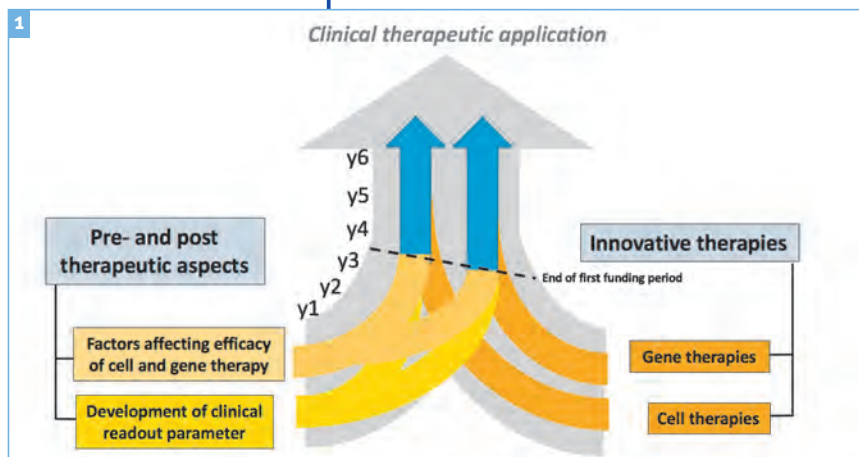 1
Clinical therapeutic application
y6
y5
y4
y3
y2
y1
Pre- and post
therapeutic aspects
Innovative therapies
End of first funding period
Factors affecting efficacy
of cell and gene therapy
Gene therapies
Development of clinical
readout parameter
Cell therapies